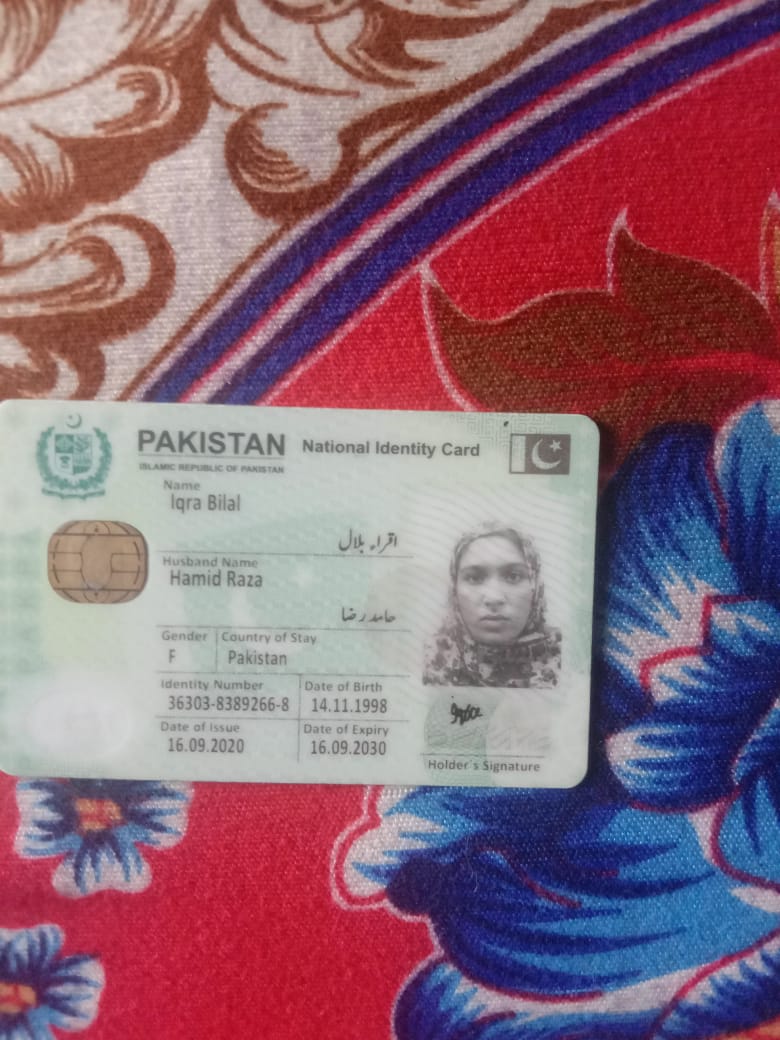 PAKISTAN National Identity Card
ISLAMIC REPUBLIC OF PAKISTAN
Name
Iqra Bilal
اقراء بلال
Husband Name
Hamid Raza
حامد رضا
Gender Country of Stay
F Pakistan
Identity Number Date of Birth
36303-8389266-8 14.11.1998
Date of Issue Date of Expiry
16.09.2020 16.09.2030
Holder's Signature